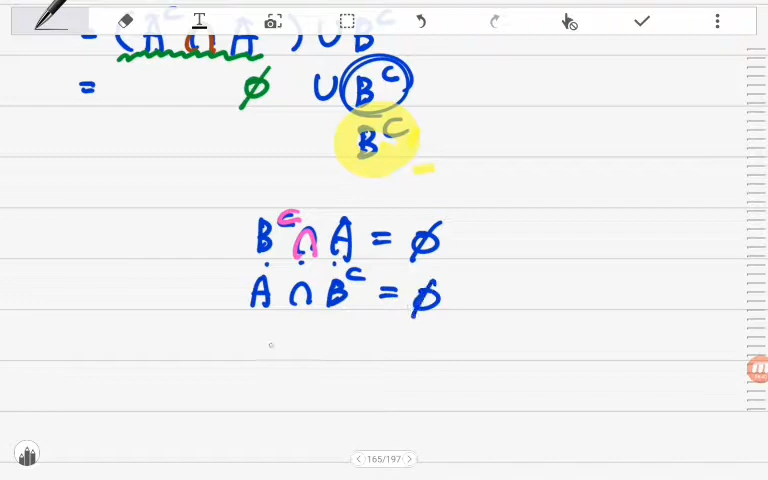 = (A^C ∩ A) ∪ B^C
= ∅ ∪ B^C
B^C
B^C ∩ A = ∅
A ∩ B^C = ∅
165/197